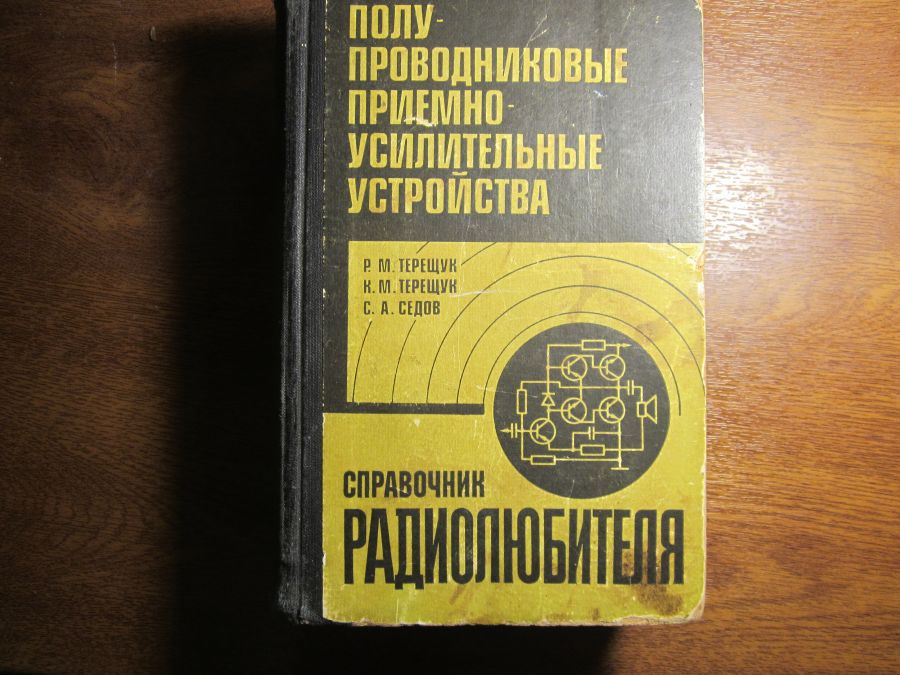 ПОЛУ-
ПРОВОДНИКОВЫЕ
ПРИЕМНО-
УСИЛИТЕЛЬНЫЕ
УСТРОЙСТВА
Р. М. ТЕРЕЩУК
К. М. ТЕРЕЩУК
С. А. СЕДОВ
СПРАВОЧНИК
РАДИОЛЮБИТЕЛЯ